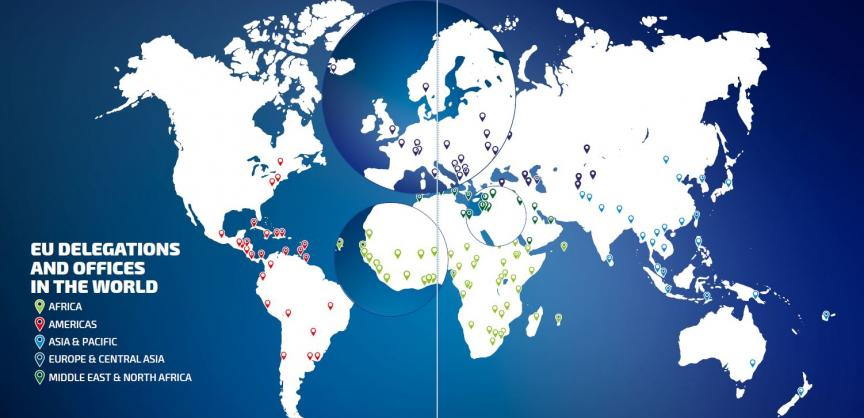 EU DELEGATIONS
AND OFFICES
IN THE WORLD
AFRICA
AMERICAS
ASIA & PACIFIC
EUROPE & CENTRAL ASIA
MIDDLE EAST & NORTH AFRICA